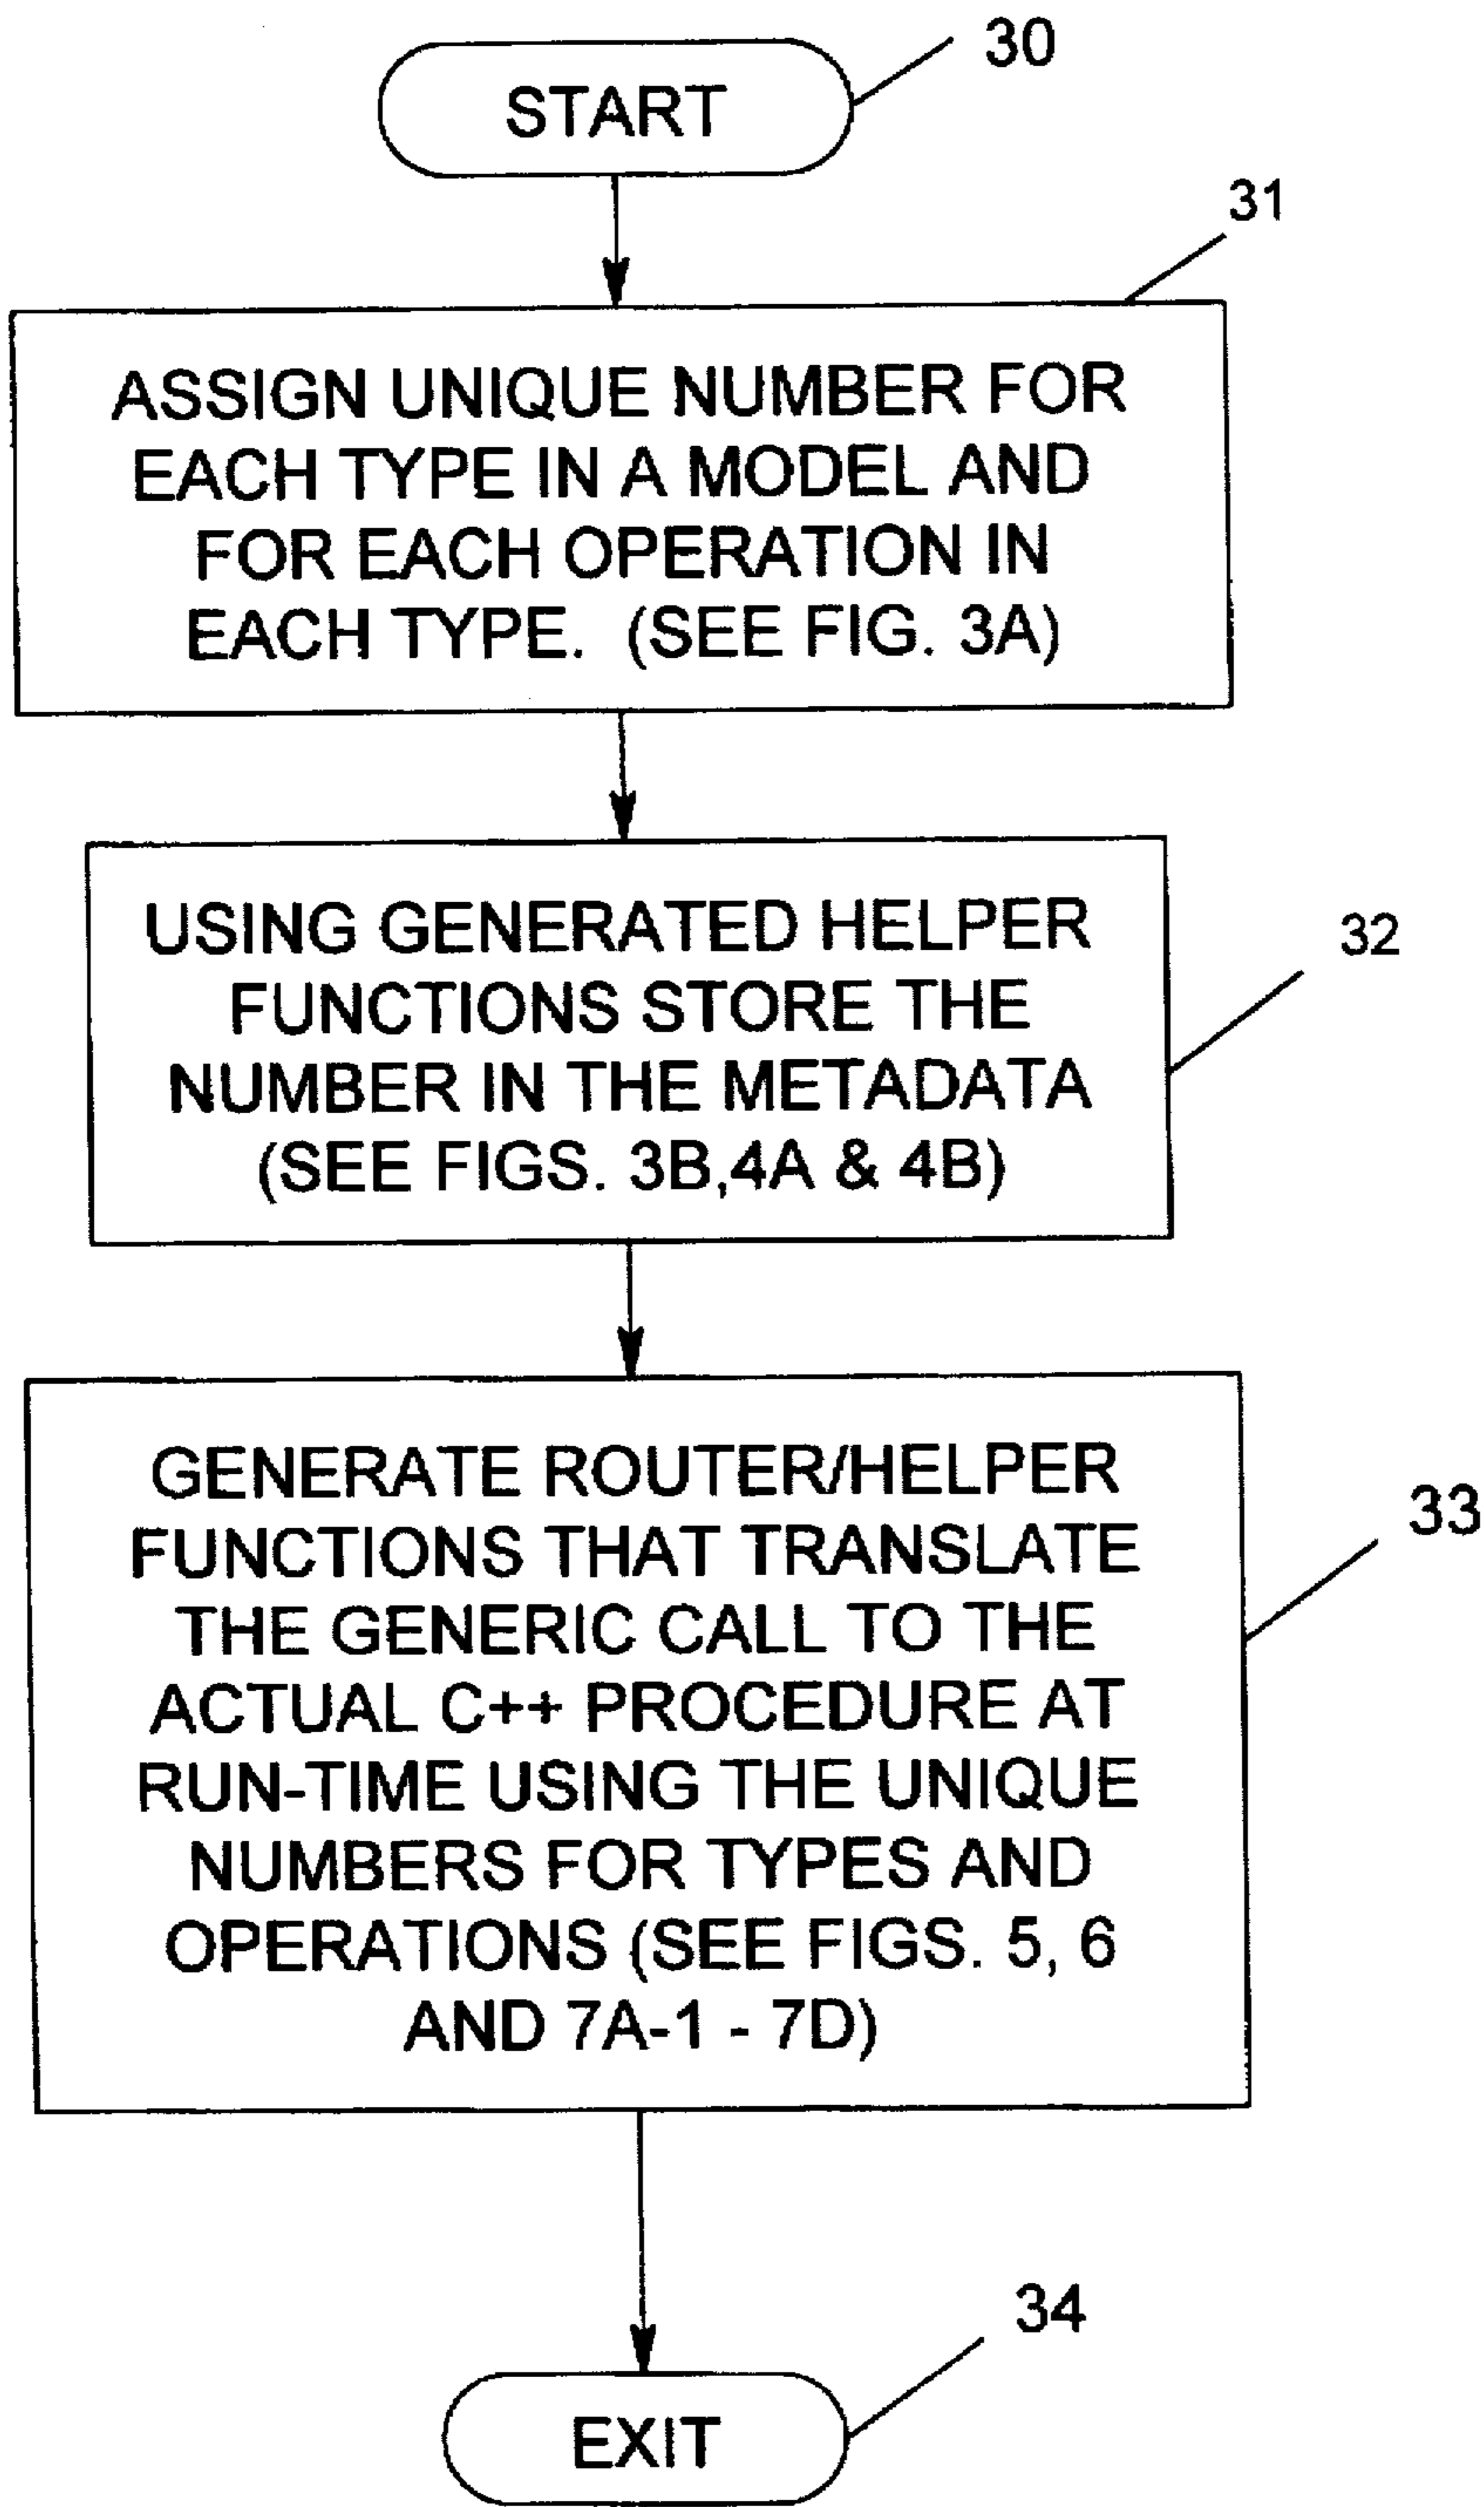 30
START
31
ASSIGN UNIQUE NUMBER FOR
EACH TYPE IN A MODEL AND
FOR EACH OPERATION IN
EACH TYPE. (SEE FIG. 3A)
32
USING GENERATED HELPER
FUNCTIONS STORE THE
NUMBER IN THE METADATA
(SEE FIGS. 3B,4A & 4B)
33
GENERATE ROUTER/HELPER
FUNCTIONS THAT TRANSLATE
THE GENERIC CALL TO THE
ACTUAL C++ PROCEDURE AT
RUN-TIME USING THE UNIQUE
NUMBERS FOR TYPES AND
OPERATIONS (SEE FIGS. 5, 6
AND 7A-1 - 7D)
34
EXIT